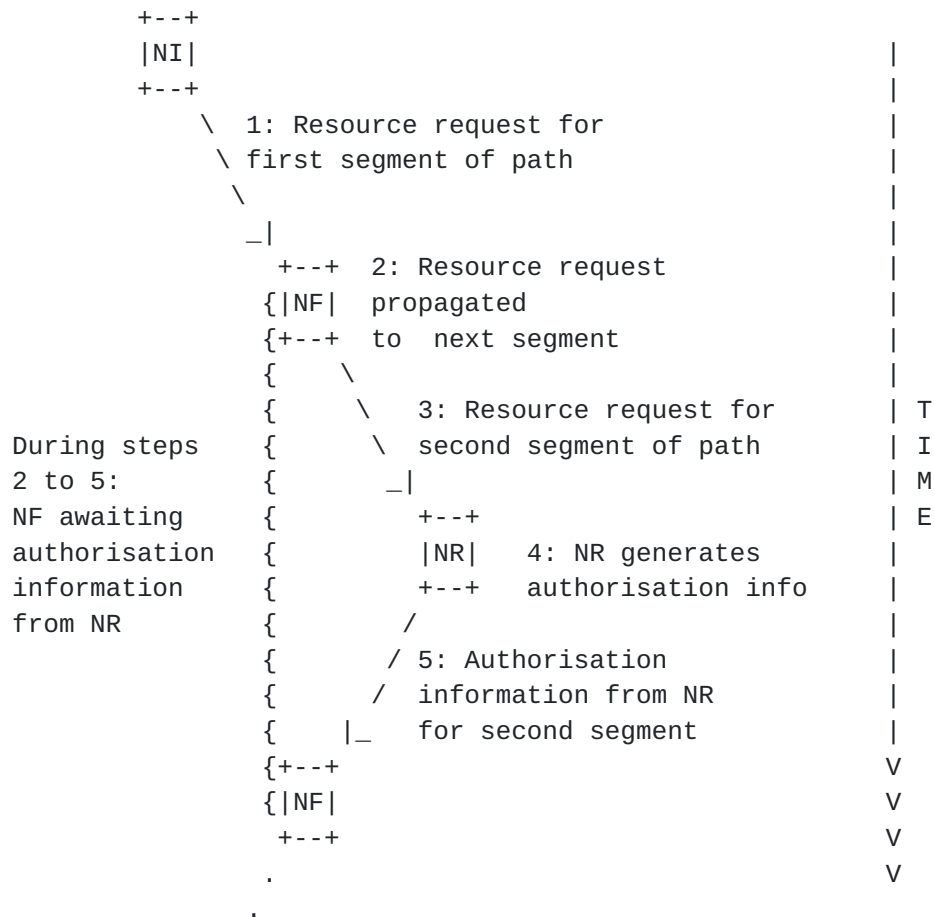 +--+
|NI| |
+--+ |
\ 1: Resource request for |
\ first segment of path |
\ |
_| |
+--+ 2: Resource request |
{|NF| propagated |
{+--+ to next segment |
{ \ |
{ \ 3: Resource request for | T
During steps { \ second segment of path | I
2 to 5: { _| | M
NF awaiting { +--+ | E
authorisation { |NR| 4: NR generates |
information { +--+ authorisation info |
from NR { / |
{ / 5: Authorisation |
{ / information from NR |
{ |_ for second segment |
{+--+ V
{|NF| V
+--+ V
. V
.